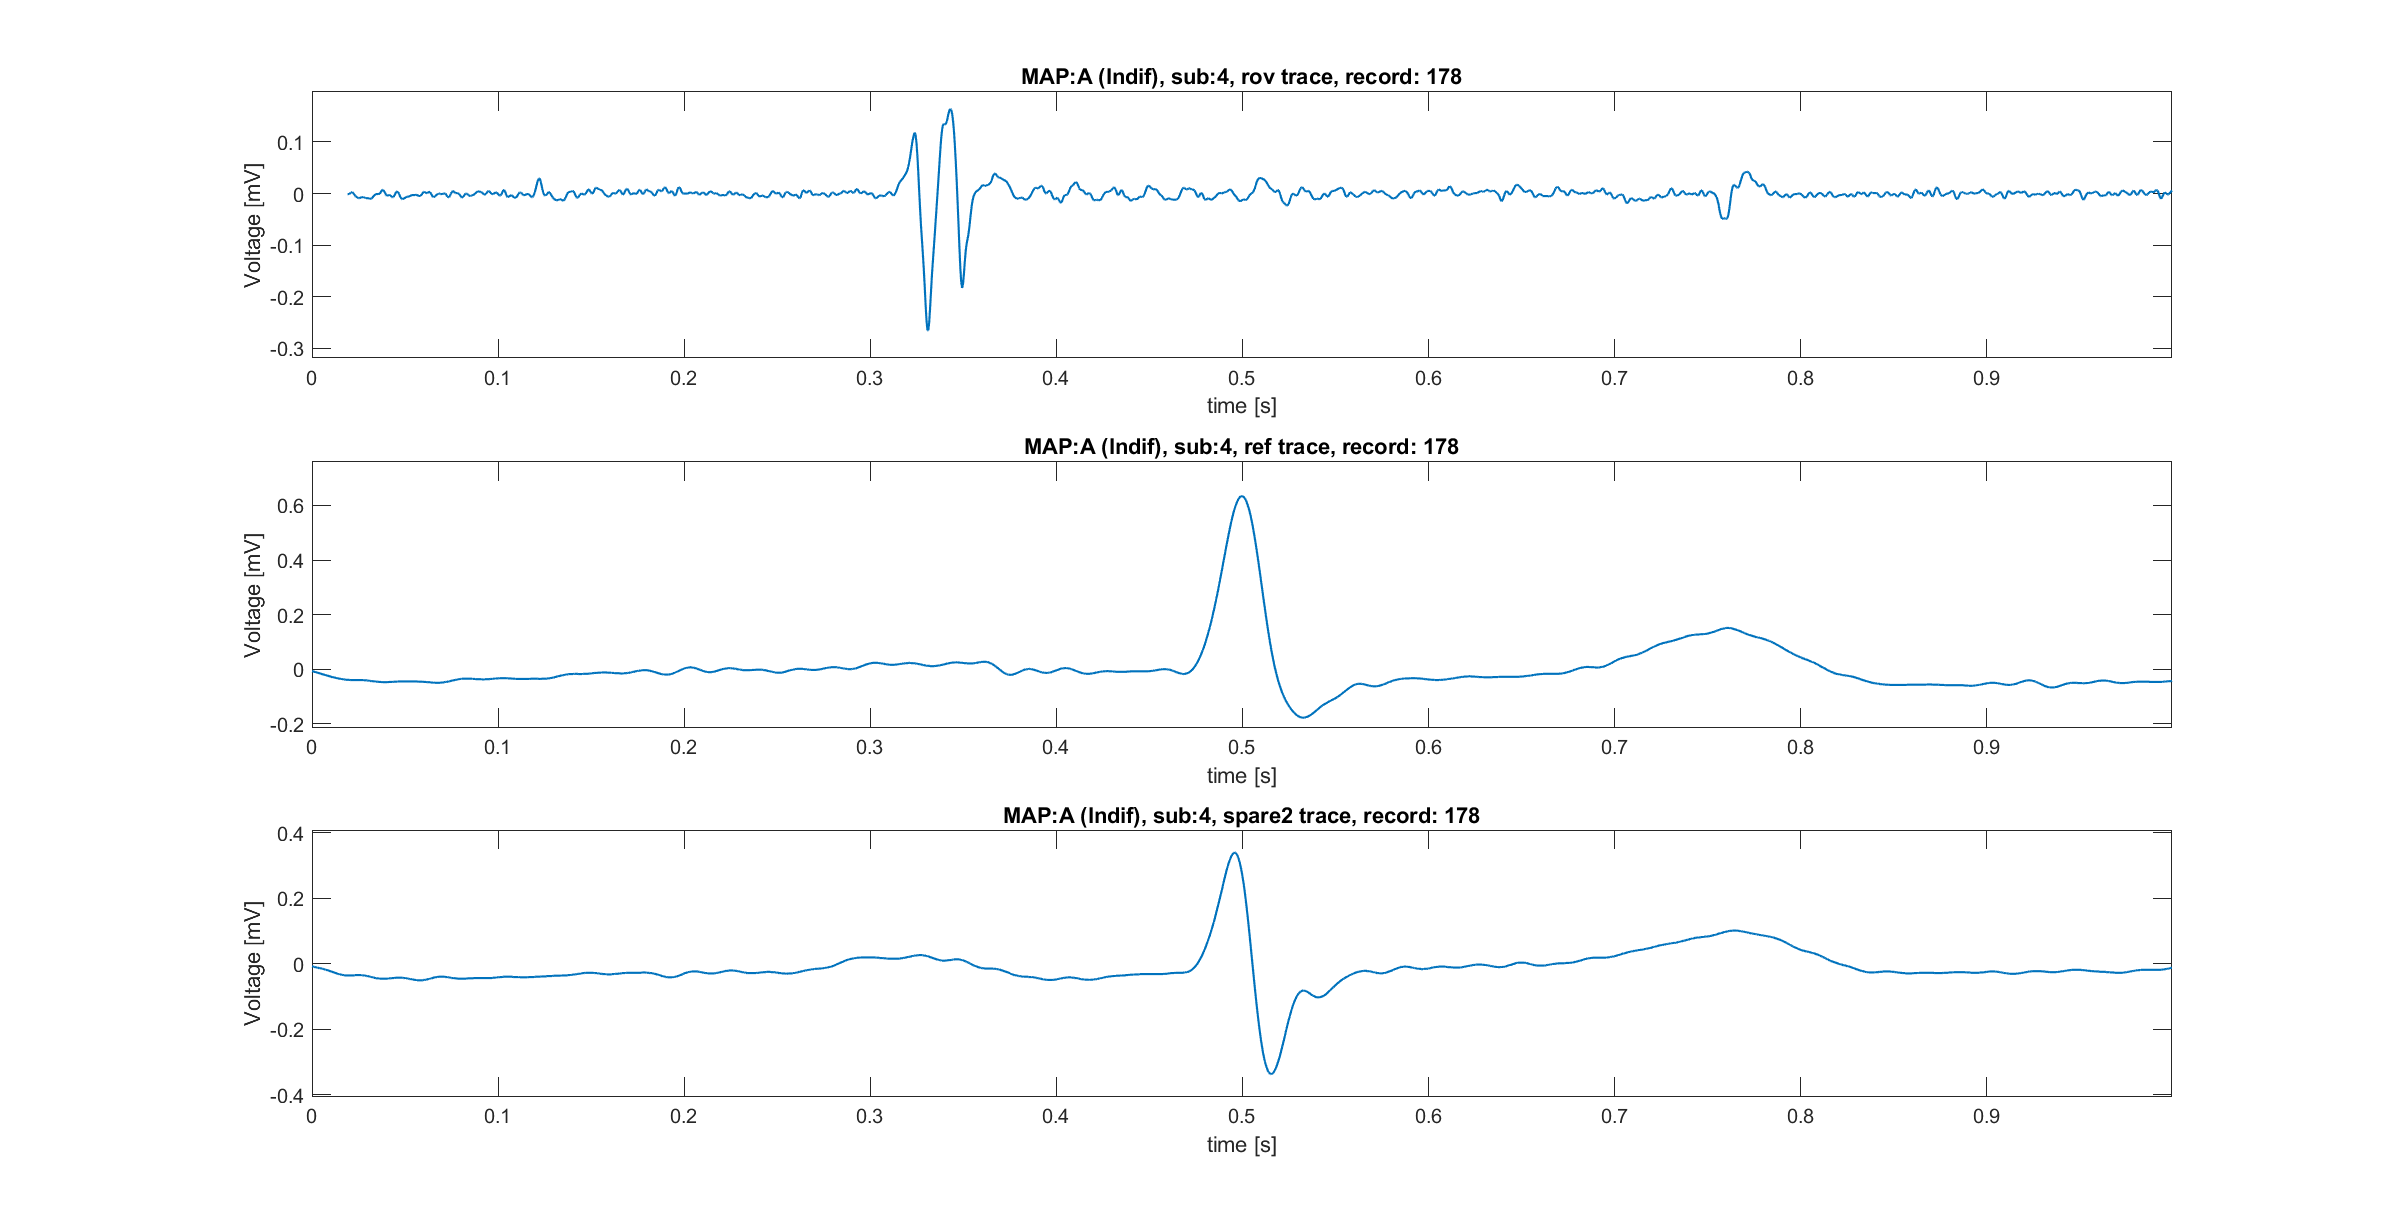 MAP:A (Indif), sub:4, rov trace, record: 178
Voltage [mV]
0.1
0
-0.1
-0.2
-0.3
0 0.1 0.2 0.3 0.4 0.5 0.6 0.7 0.8 0.9
time [s]
MAP:A (Indif), sub:4, ref trace, record: 178
Voltage [mV]
0.6
0.4
0.2
0
-0.2
0 0.1 0.2 0.3 0.4 0.5 0.6 0.7 0.8 0.9
time [s]
MAP:A (Indif), sub:4, spare2 trace, record: 178
Voltage [mV]
0.4
0.2
0
-0.2
-0.4
0 0.1 0.2 0.3 0.4 0.5 0.6 0.7 0.8 0.9
time [s]